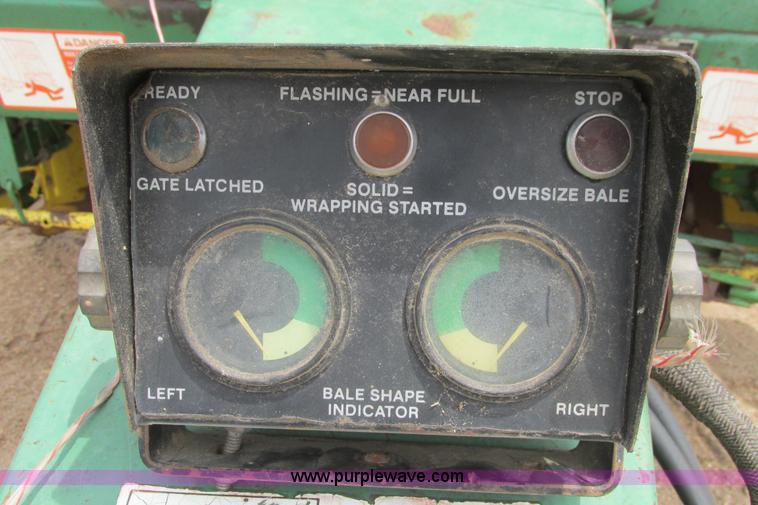 DANGER
READY
FLASHING = NEAR FULL
STOP
GATE LATCHED
SOLID =
WRAPPING STARTED
OVERSIZE BALE
LEFT
BALE SHAPE
INDICATOR
RIGHT
www.purplewave.com